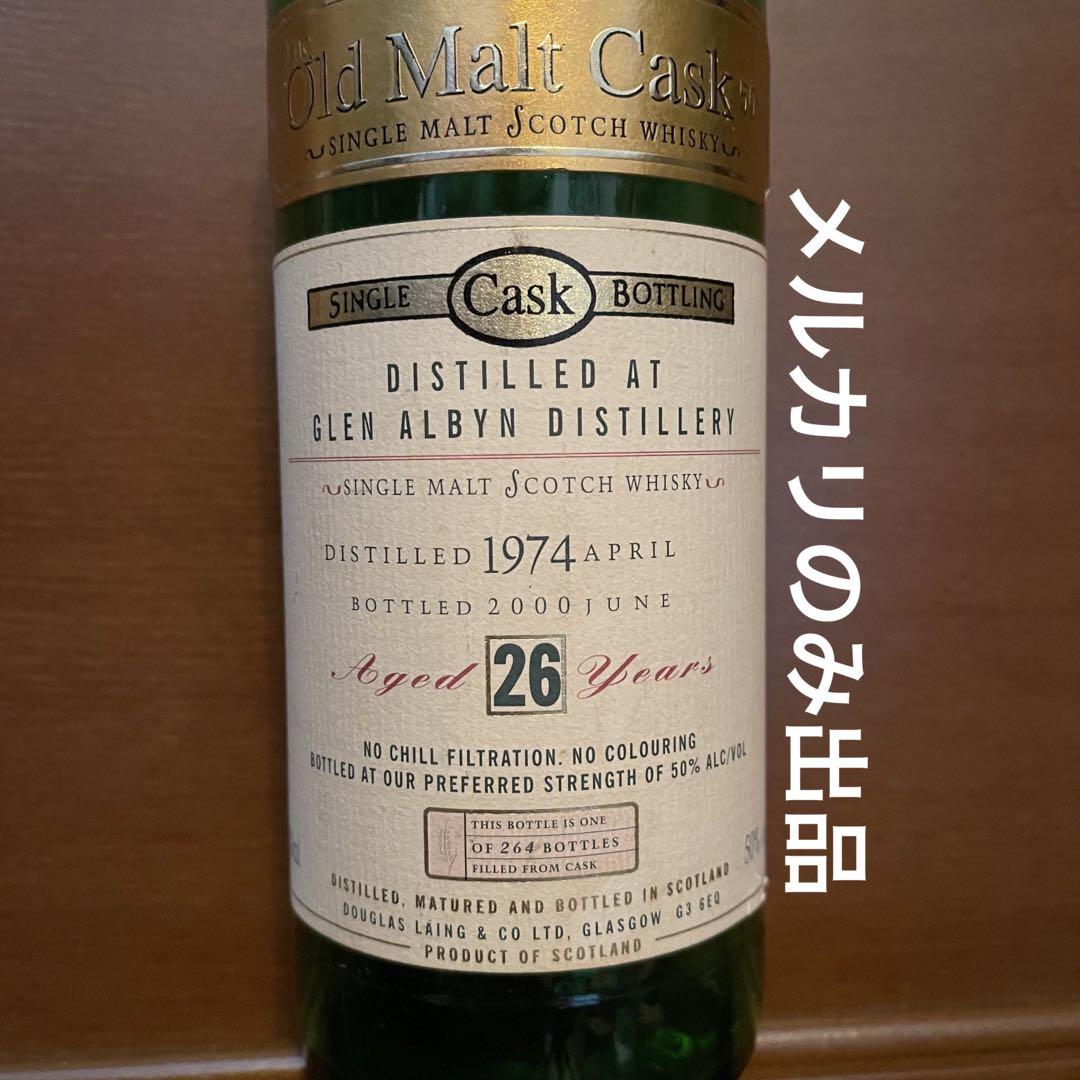 The
Old Malt Cask 50
SINGLE MALT SCOTCH WHISKY
SINGLE Cask BOTTLING
DISTILLED AT
GLEN ALBYN DISTILLERY
SINGLE MALT SCOTCH WHISKY
DISTILLED 1974 APRIL
BOTTLED 2000 JUNE
Aged 26 Years
NO CHILL FILTRATION. NO COLOURING
BOTTLED AT OUR PREFERRED STRENGTH OF 50% ALC/VOL
THIS BOTTLE IS ONE
OF 264 BOTTLES
FILLED FROM CASK
50%
DISTILLED, MATURED AND BOTTLED IN SCOTLAND
DOUGLAS LAING & CO LTD, GLASGOW G3 6EQ
PRODUCT OF SCOTLAND
メルカリのみ出品